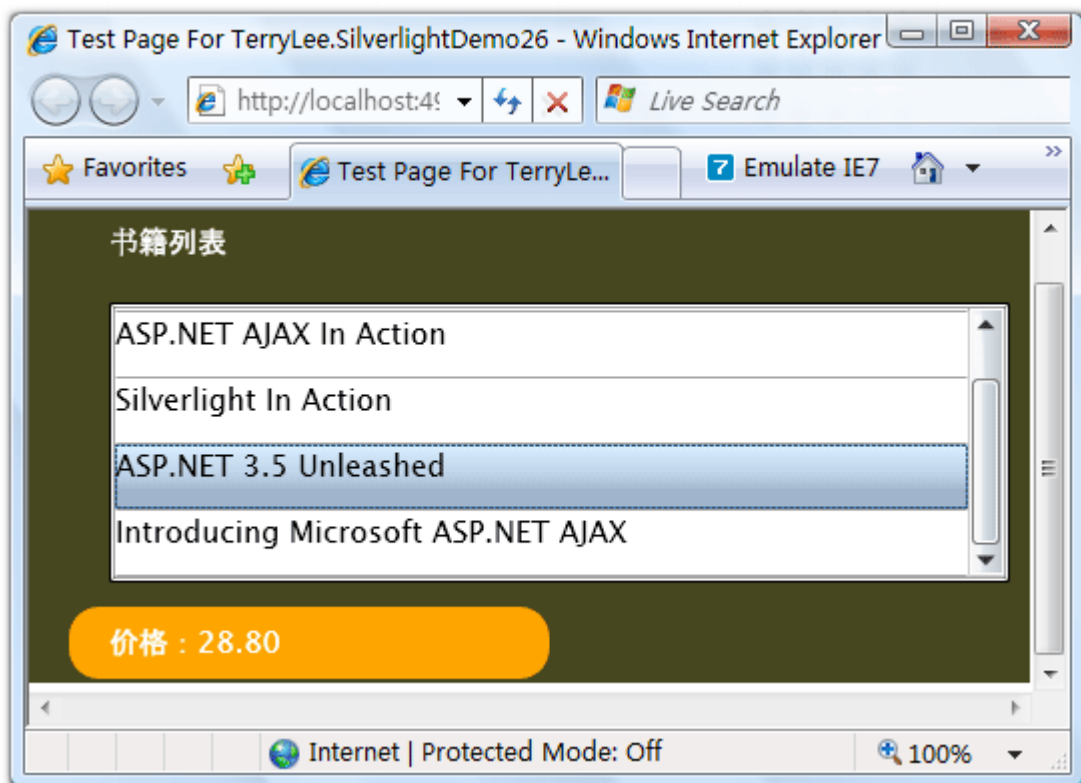 Test Page For TerryLee.SilverlightDemo26 - Windows Internet Explorer
http://localhost:49
Live Search
Favorites
Test Page For TerryLe...
7 Emulate IE7
书籍列表
ASP.NET AJAX In Action
Silverlight In Action
ASP.NET 3.5 Unleashed
Introducing Microsoft ASP.NET AJAX
价格：28.80
Internet | Protected Mode: Off
100%